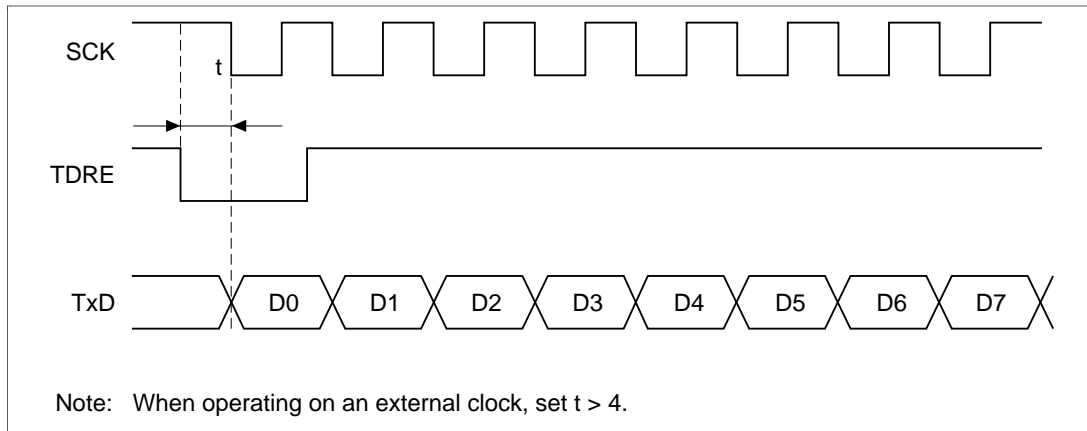 SCK
t
TDRE
TxD D0 D1 D2 D3 D4 D5 D6 D7
Note: When operating on an external clock, set t > 4.